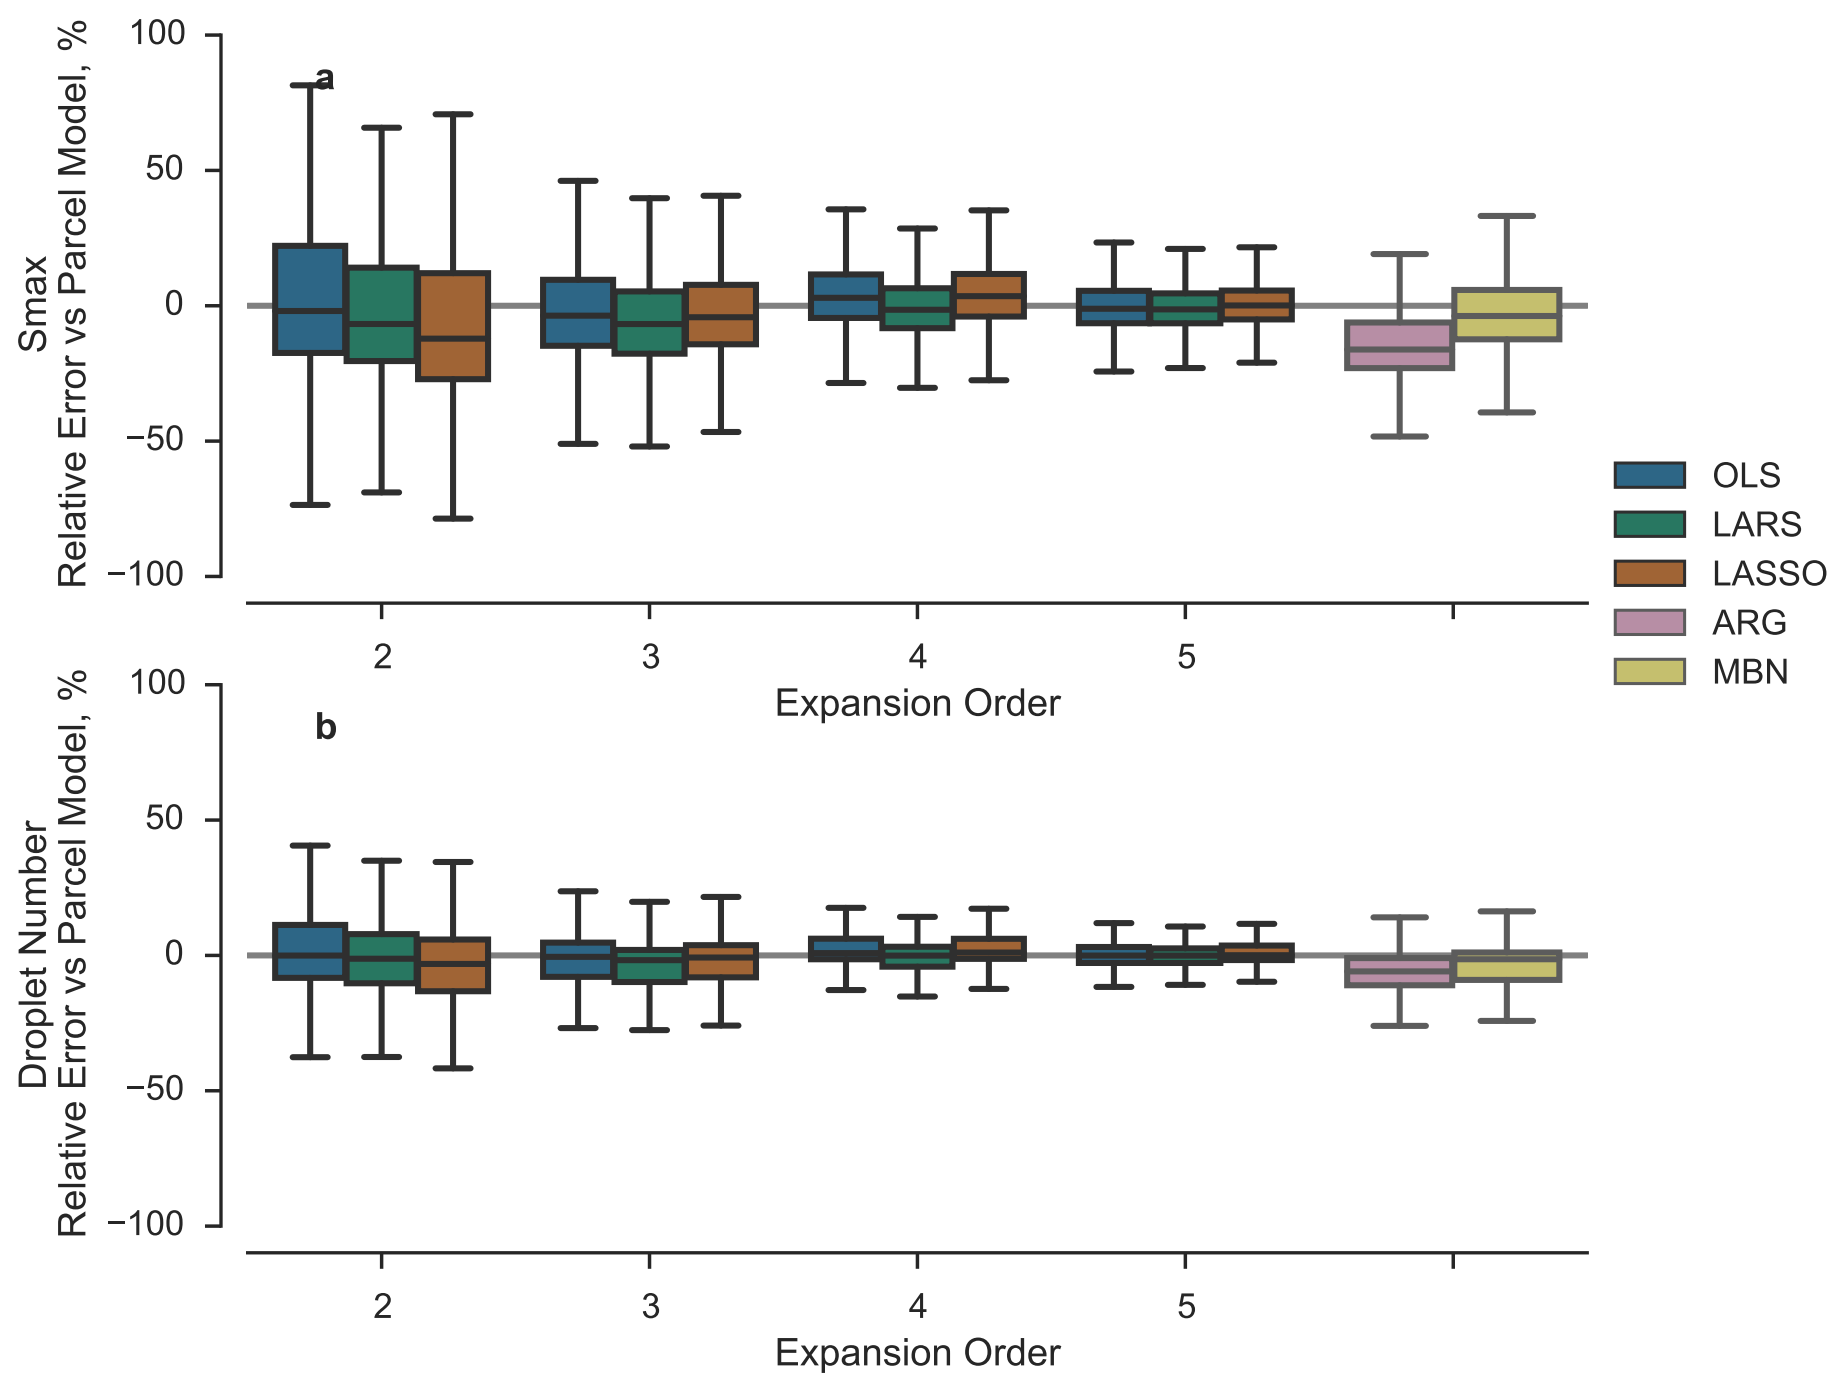 Smax
Relative Error vs Parcel Model, %
100
50
0
−50
−100
a
2 3 4 5
Expansion Order
OLS
LARS
LASSO
ARG
MBN
Droplet Number
Relative Error vs Parcel Model, %
100
50
0
−50
−100
b
2 3 4 5
Expansion Order